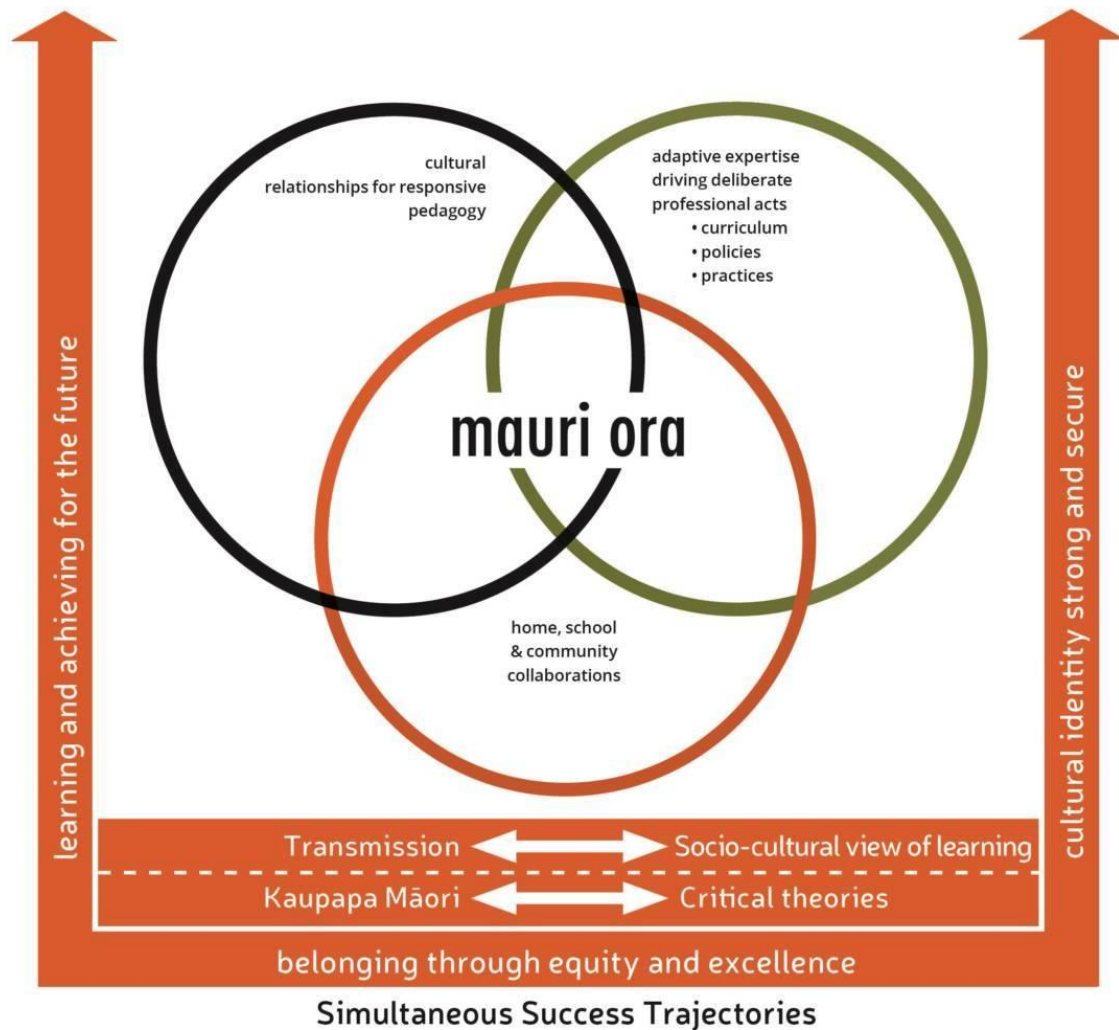 cultural
relationships for responsive
pedagogy
adaptive expertise
driving deliberate
professional acts
• curriculum
• policies
• practices
mauri ora
home, school
& community
collaborations
learning and achieving for the future
cultural identity strong and secure
Transmission Socio-cultural view of learning
Kaupapa Māori Critical theories
belonging through equity and excellence
Simultaneous Success Trajectories